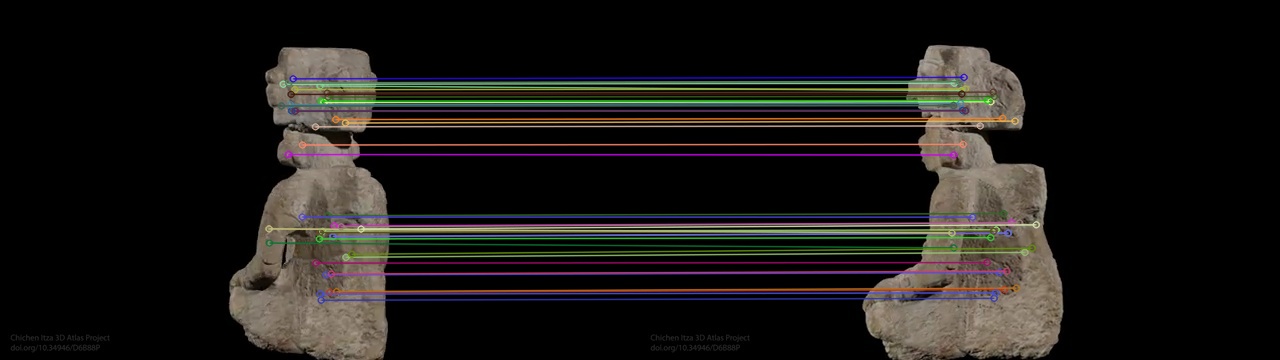 Chichen Itza 3D Atlas Project
doi.org/10.34946/D6B88P
Chichen Itza 3D Atlas Project
doi.org/10.34946/D6B88P